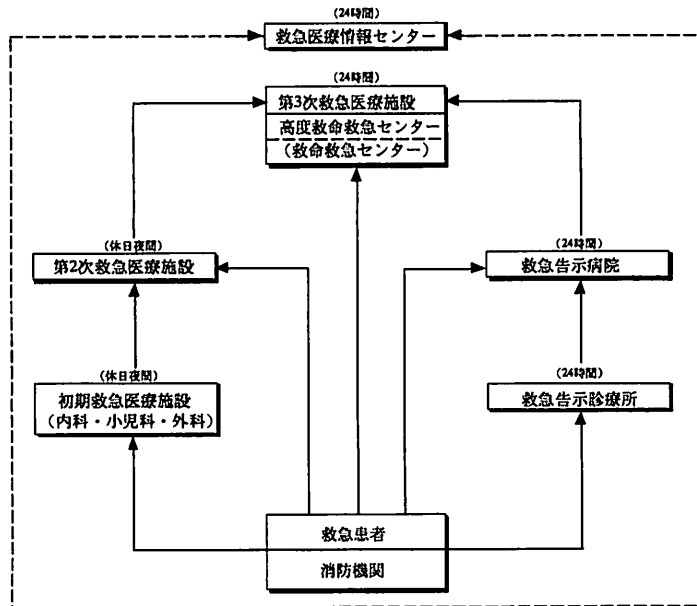 (24時間)
救急医療情報センター
(24時間)
第3次救急医療施設
高度救命救急センター
(救命救急センター)
(休日夜間)
第2次救急医療施設
(24時間)
救急告示病院
(休日夜間)
初期救急医療施設
(内科・小児科・外科)
(24時間)
救急告示診療所
救急患者
消防機関